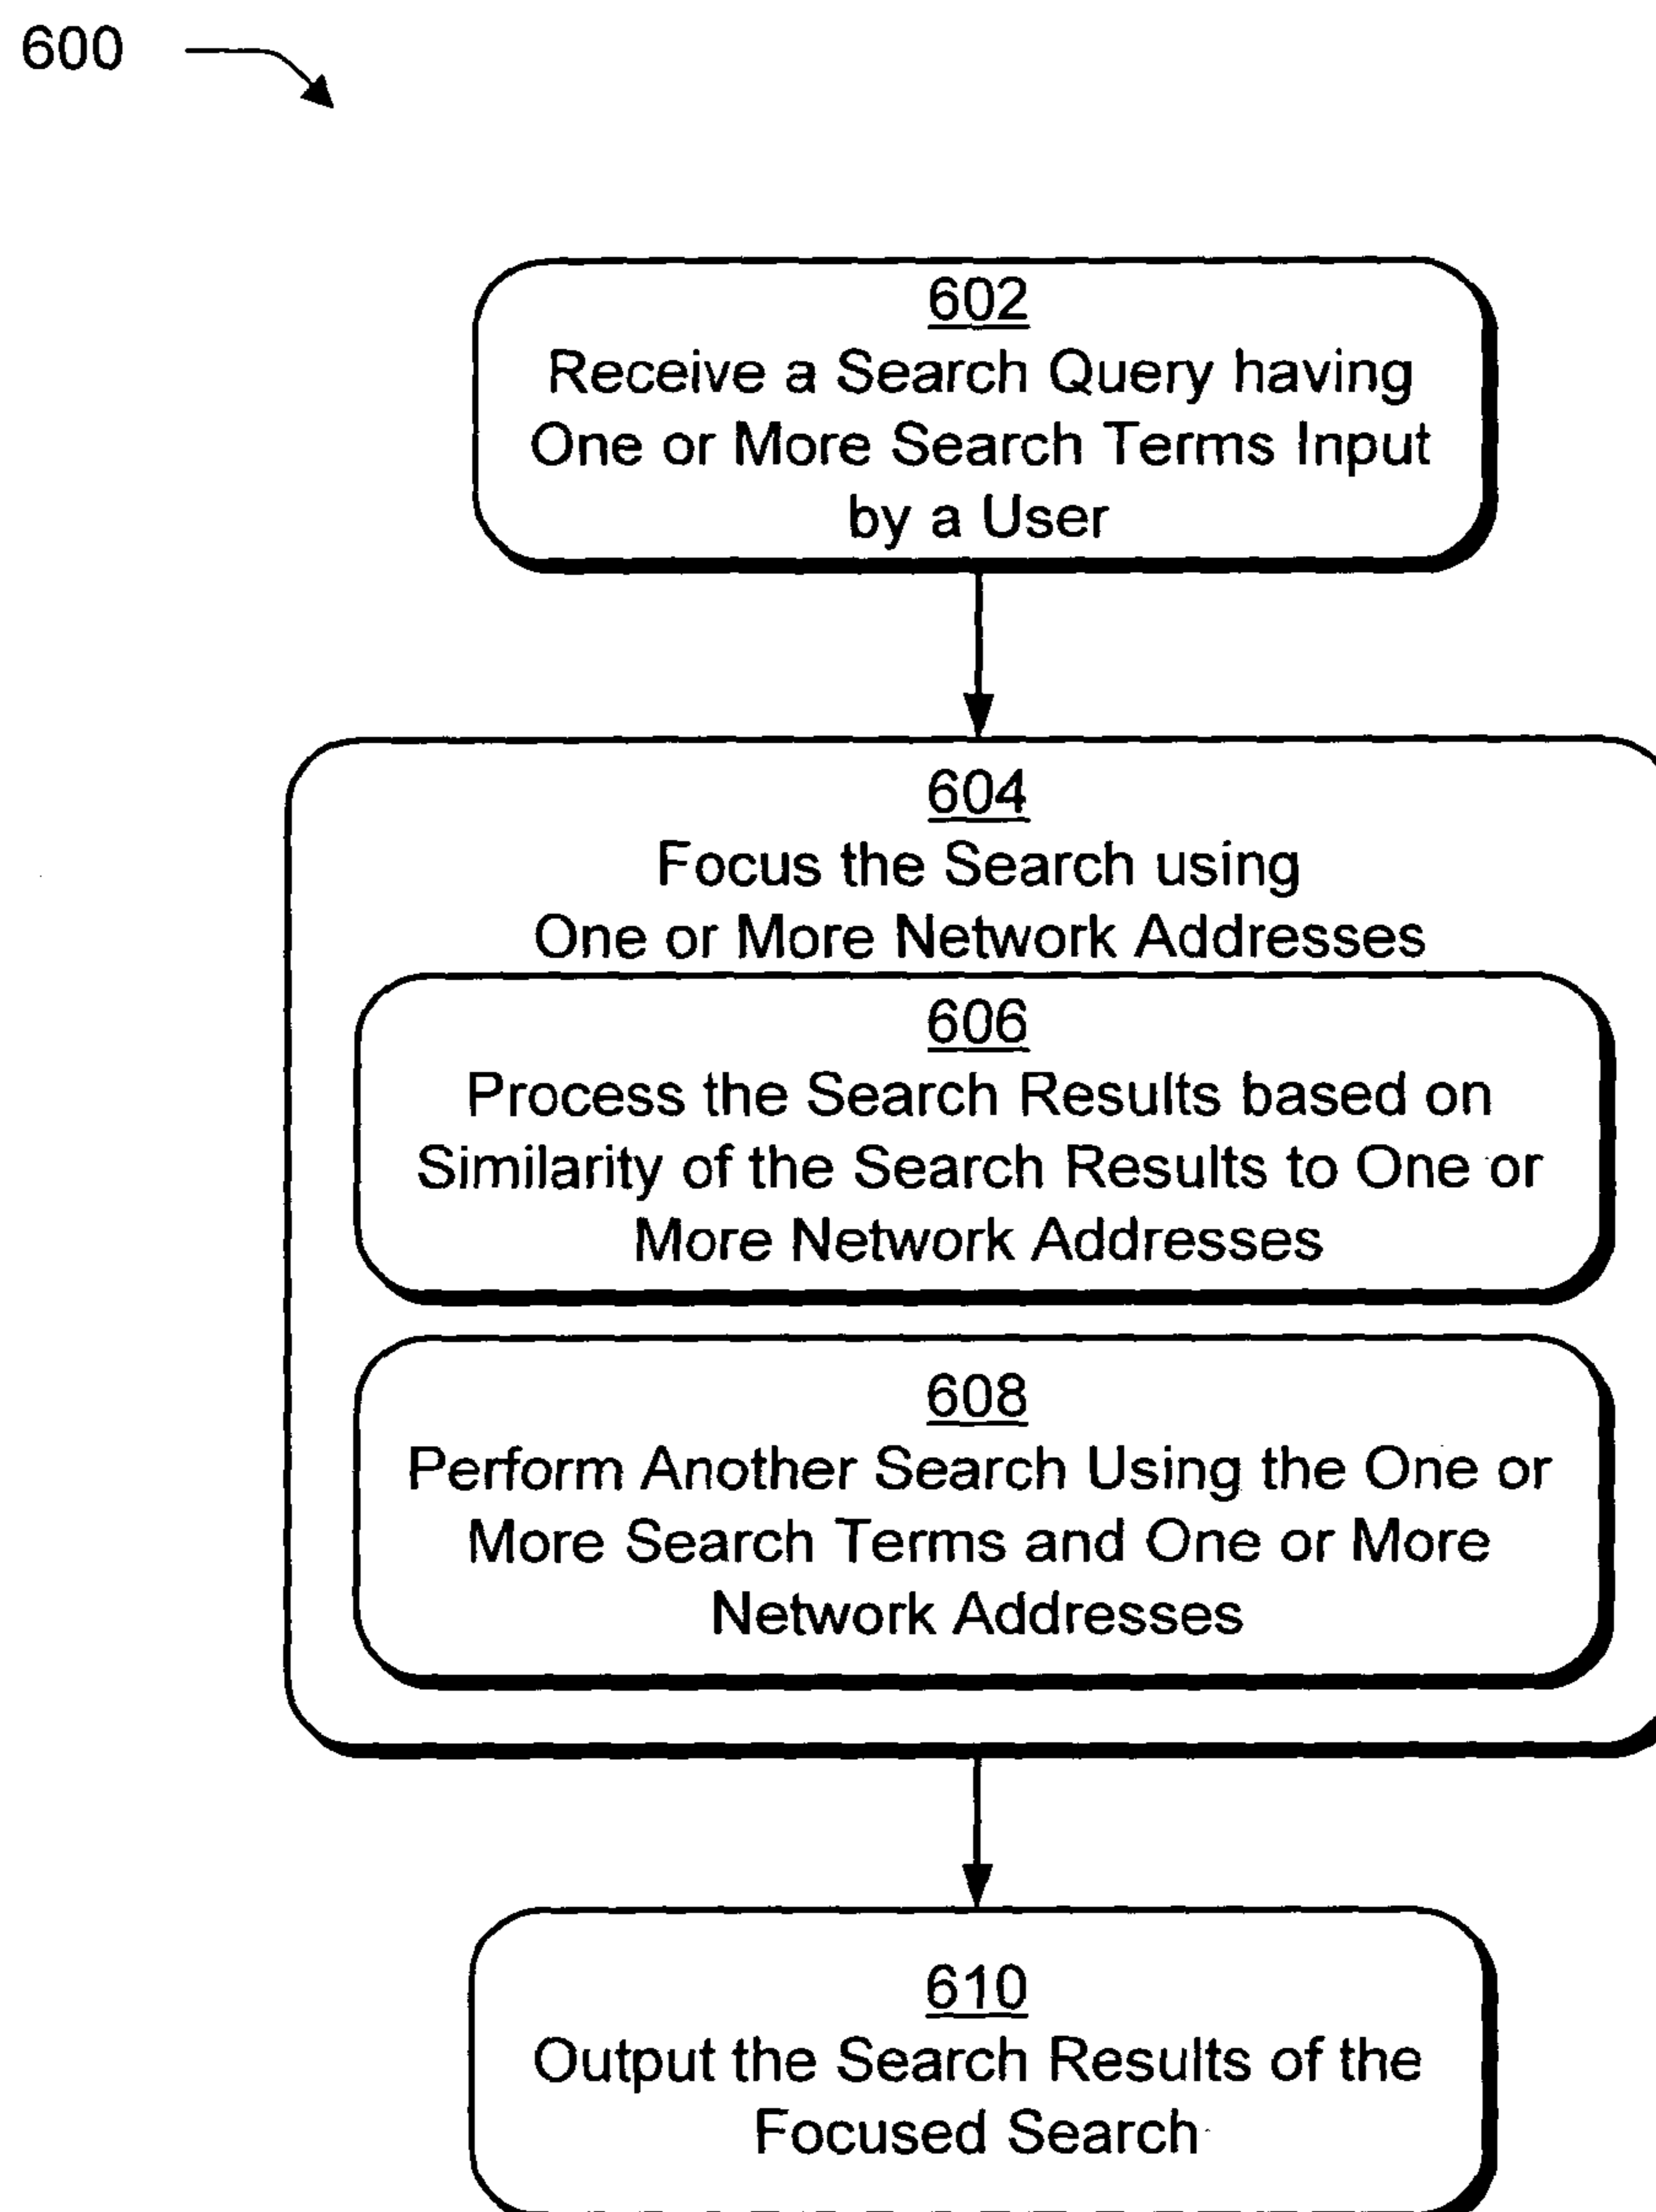 600
602
Receive a Search Query having
One or More Search Terms Input
by a User
604
Focus the Search using
One or More Network Addresses
606
Process the Search Results based on
Similarity of the Search Results to One or
More Network Addresses
608
Perform Another Search Using the One or
More Search Terms and One or More
Network Addresses
610
Output the Search Results of the
Focused Search